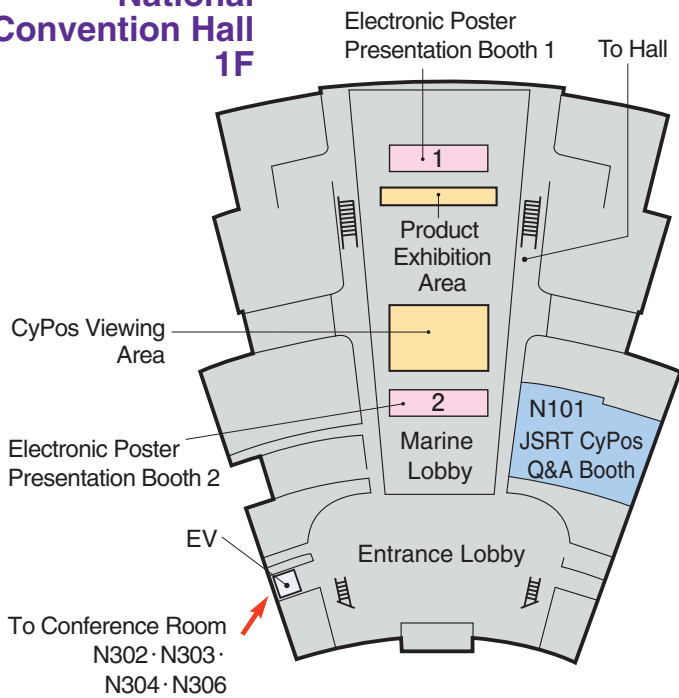 National
Convention Hall
1F
Electronic Poster
Presentation Booth 1
To Hall
1
Product
Exhibition
Area
CyPos Viewing
Area
2
N101
JSRT CyPos
Q&A Booth
Marine
Lobby
Electronic Poster
Presentation Booth 2
EV
Entrance Lobby
To Conference Room
N302·N303·
N304·N306